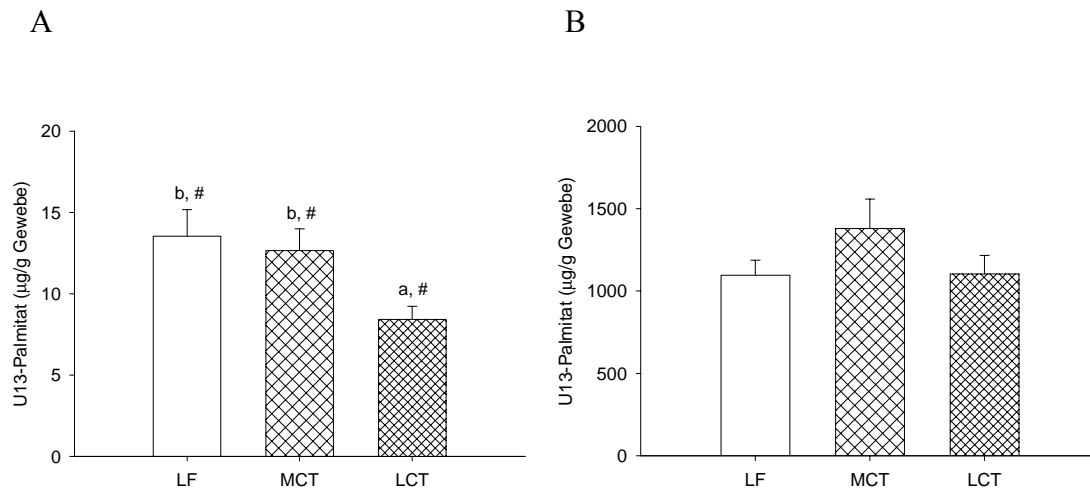 A
B
U13-Palmitat (µg/g Gewebe)
20
15
10
5
0
b, #
b, #
a, #
LF MCT LCT
U13-Palmitat (µg/g Gewebe)
2000
1500
1000
500
0
LF MCT LCT